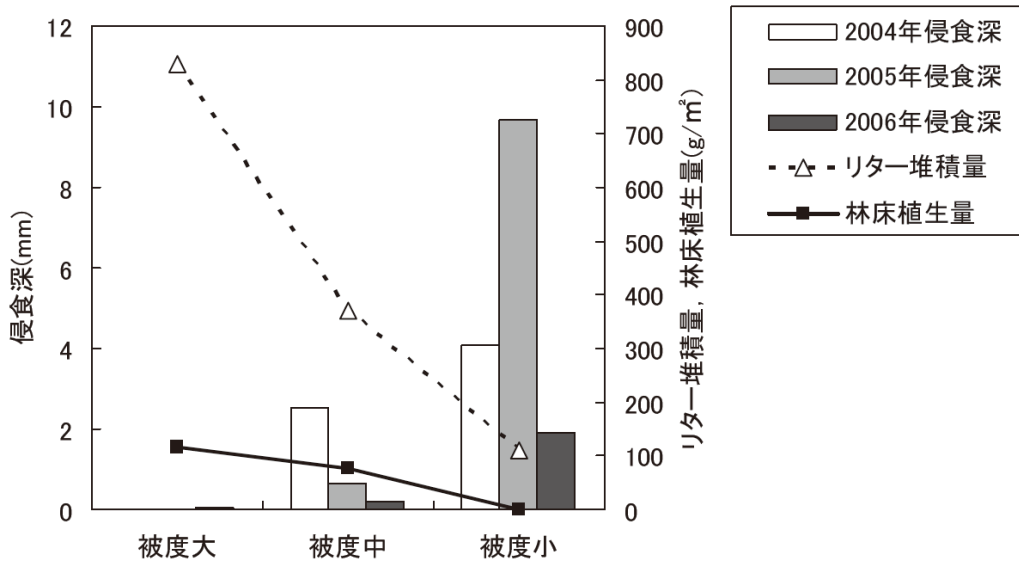 12
10
8
6
4
2
0
侵食深(mm)
900
800
700
600
500
400
300
200
100
0
リター堆積量, 林床植生量(g/㎡)
被度大
被度中
被度小
2004年侵食深
2005年侵食深
2006年侵食深
リター堆積量
林床植生量